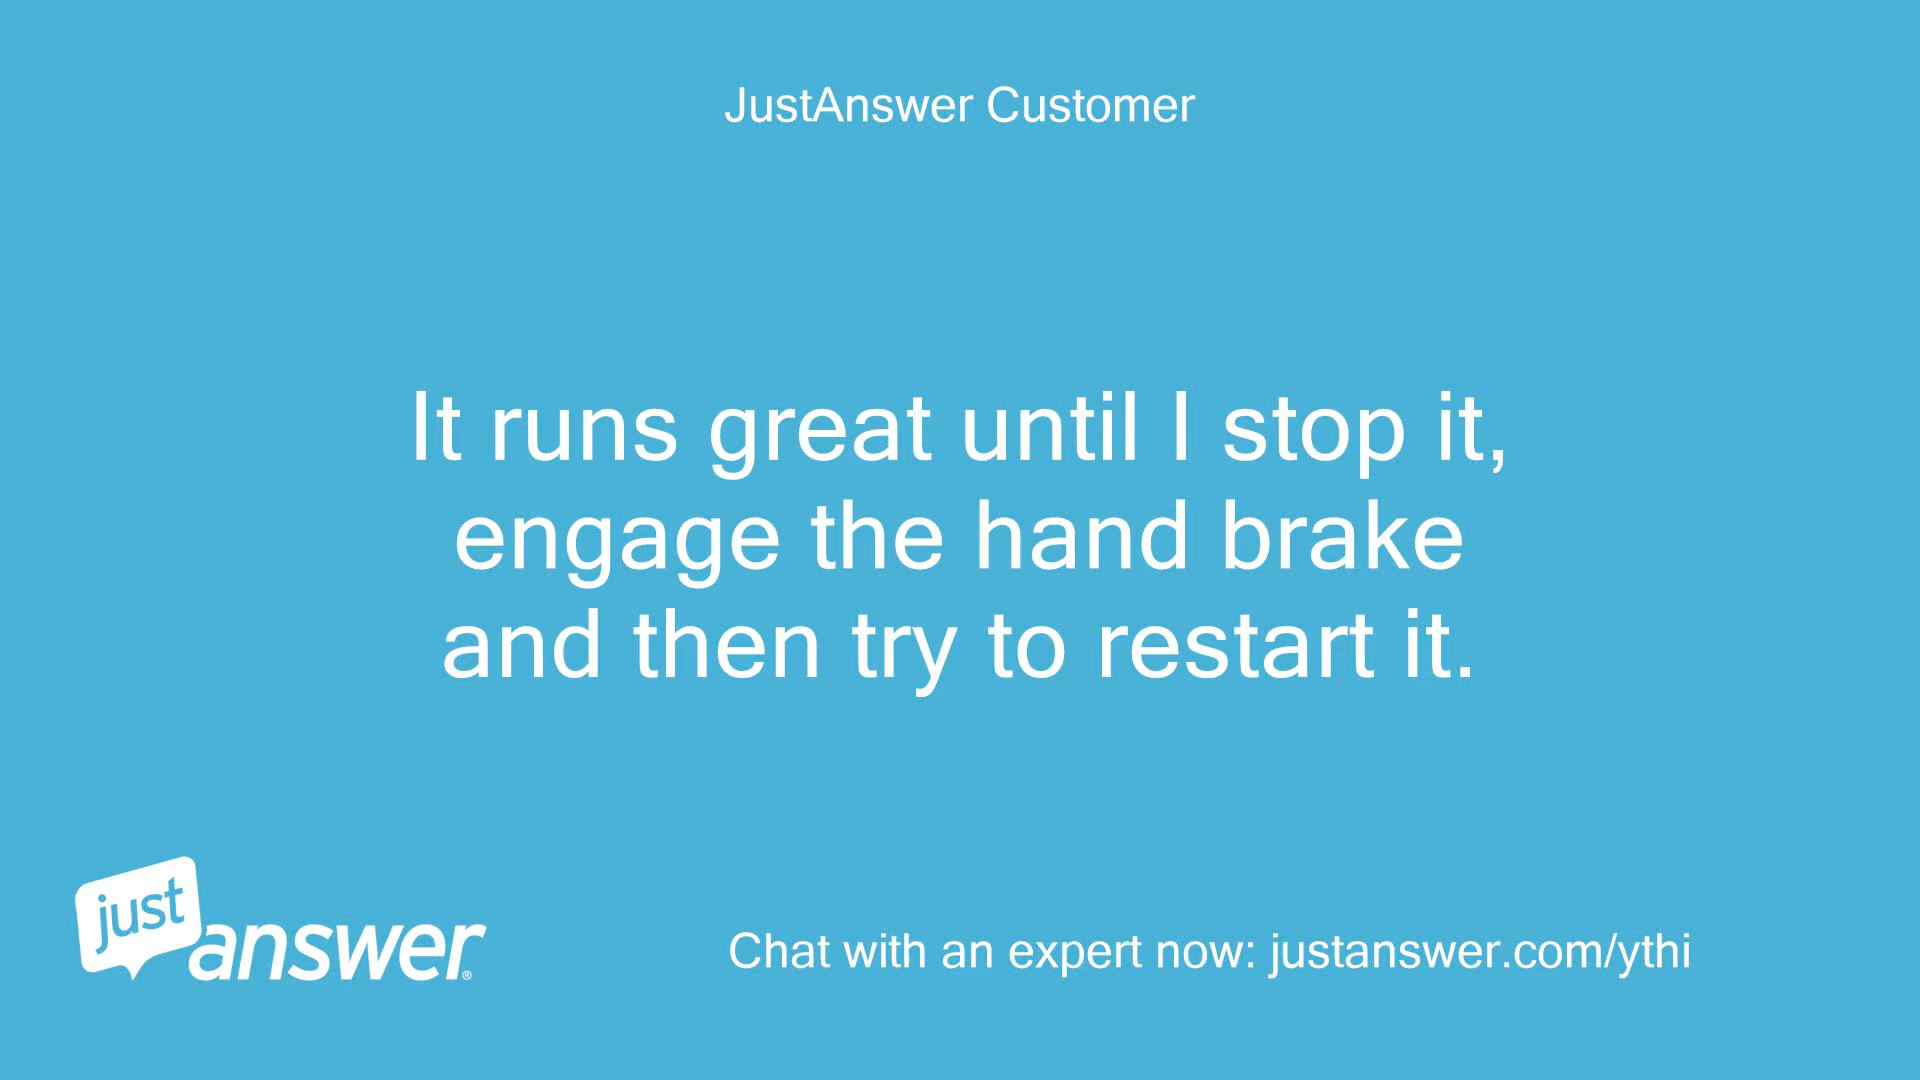 JustAnswer Customer
It runs great until I stop it,
engage the hand brake
and then try to restart it.
just
answer®
Chat with an expert now: justanswer.com/ythi